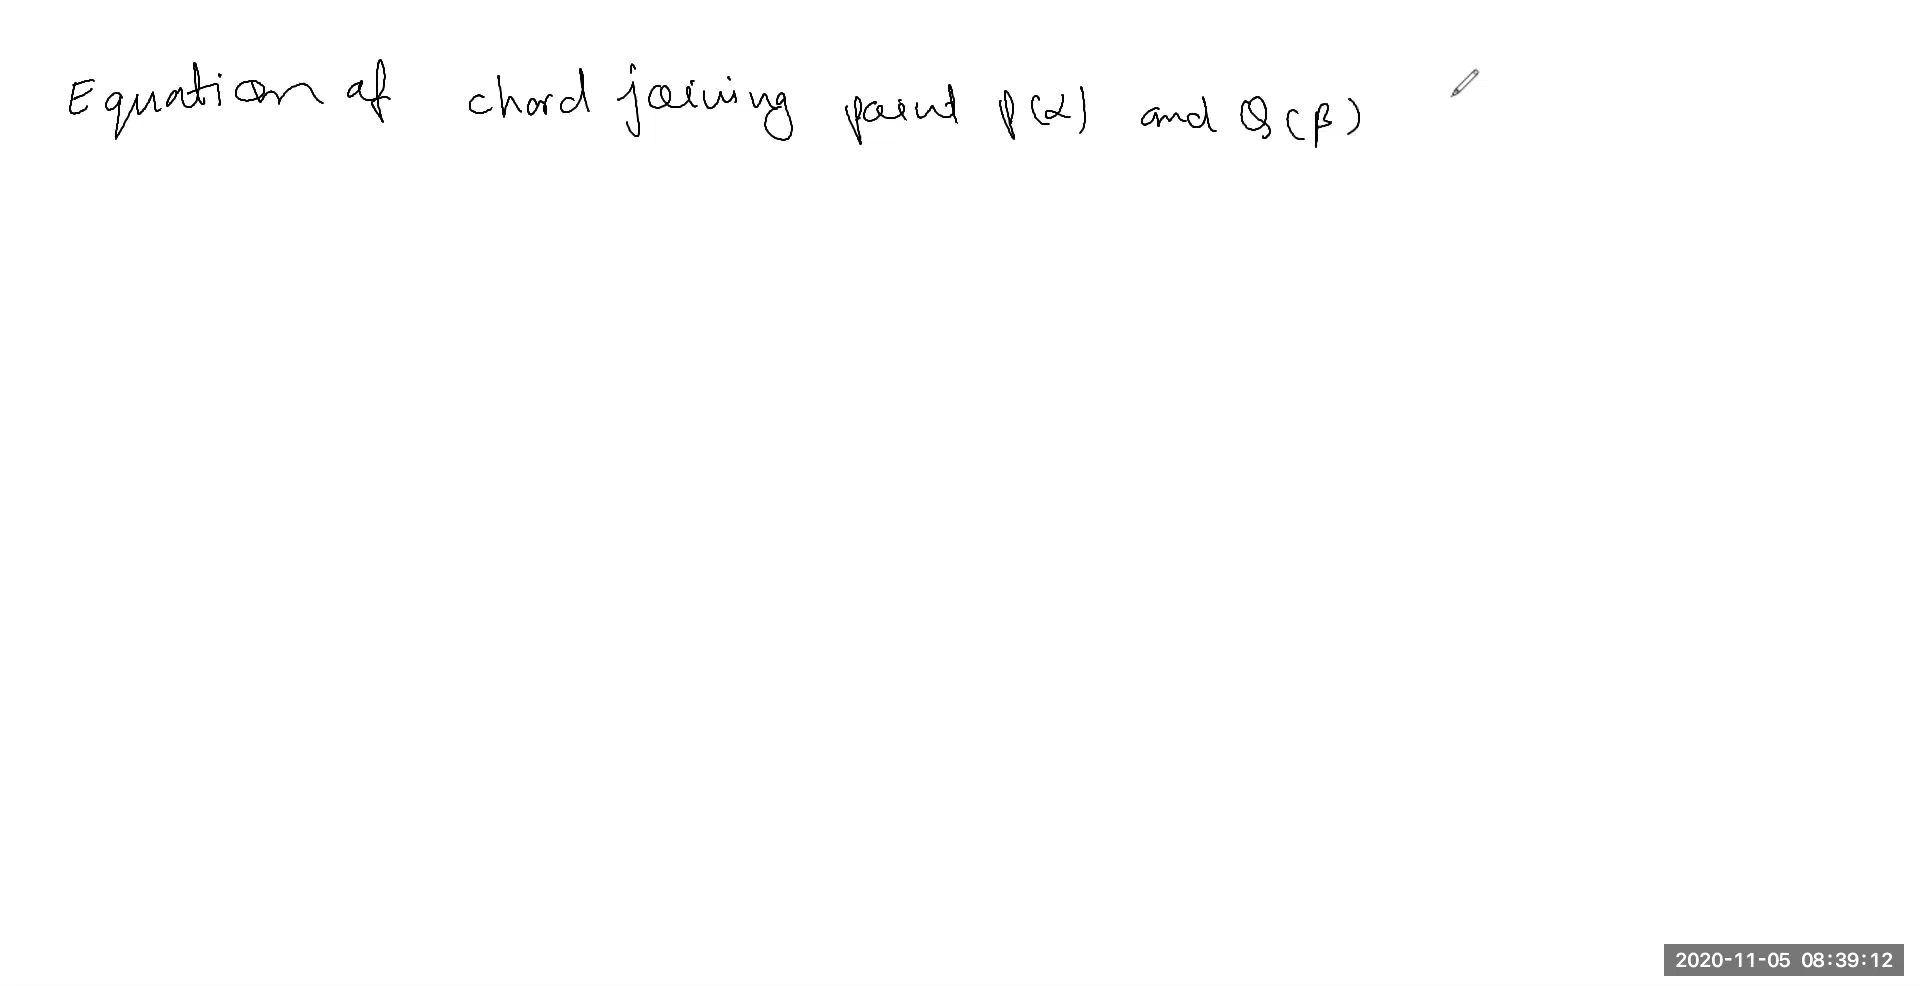 Equation of chord joining point P(α) and Q(β)
2020-11-05 08:39:12